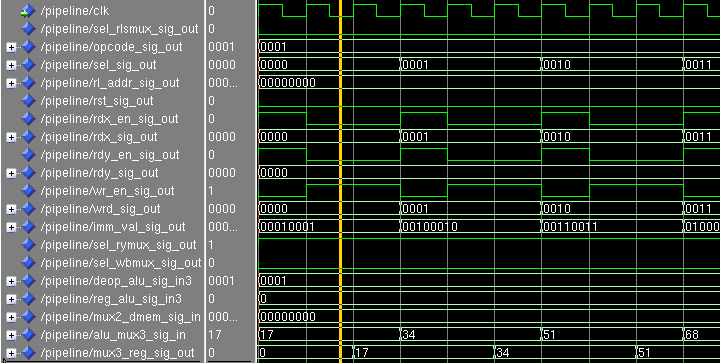 /pipeline/clk 0
/pipeline/sel_rlsmux_sig_out 0
/pipeline/opcode_sig_out 0001 0001
/pipeline/sel_sig_out 0000 0000 0001 0010 0011
/pipeline/rl_addr_sig_out 000... 00000000
/pipeline/rst_sig_out 0
/pipeline/rdx_en_sig_out 0
/pipeline/rdx_sig_out 0000 0000 0001 0010 0011
/pipeline/rdy_en_sig_out 0
/pipeline/rdy_sig_out 0000 0000
/pipeline/wr_en_sig_out 1
/pipeline/wrd_sig_out 0000 0000 0001 0010 0011
/pipeline/imm_val_sig_out 000... 00010001 00100010 00110011 01000
/pipeline/sel_rymux_sig_out 1
/pipeline/sel_wbmux_sig_out 0
/pipeline/deop_alu_sig_in3 0001 0001
/pipeline/reg_alu_sig_in3 0 0
/pipeline/mux2_dmem_sig_in 000... 00000000
/pipeline/alu_mux3_sig_in 17 17 34 51 68
/pipeline/mux3_reg_sig_out 0 0 17 34 51